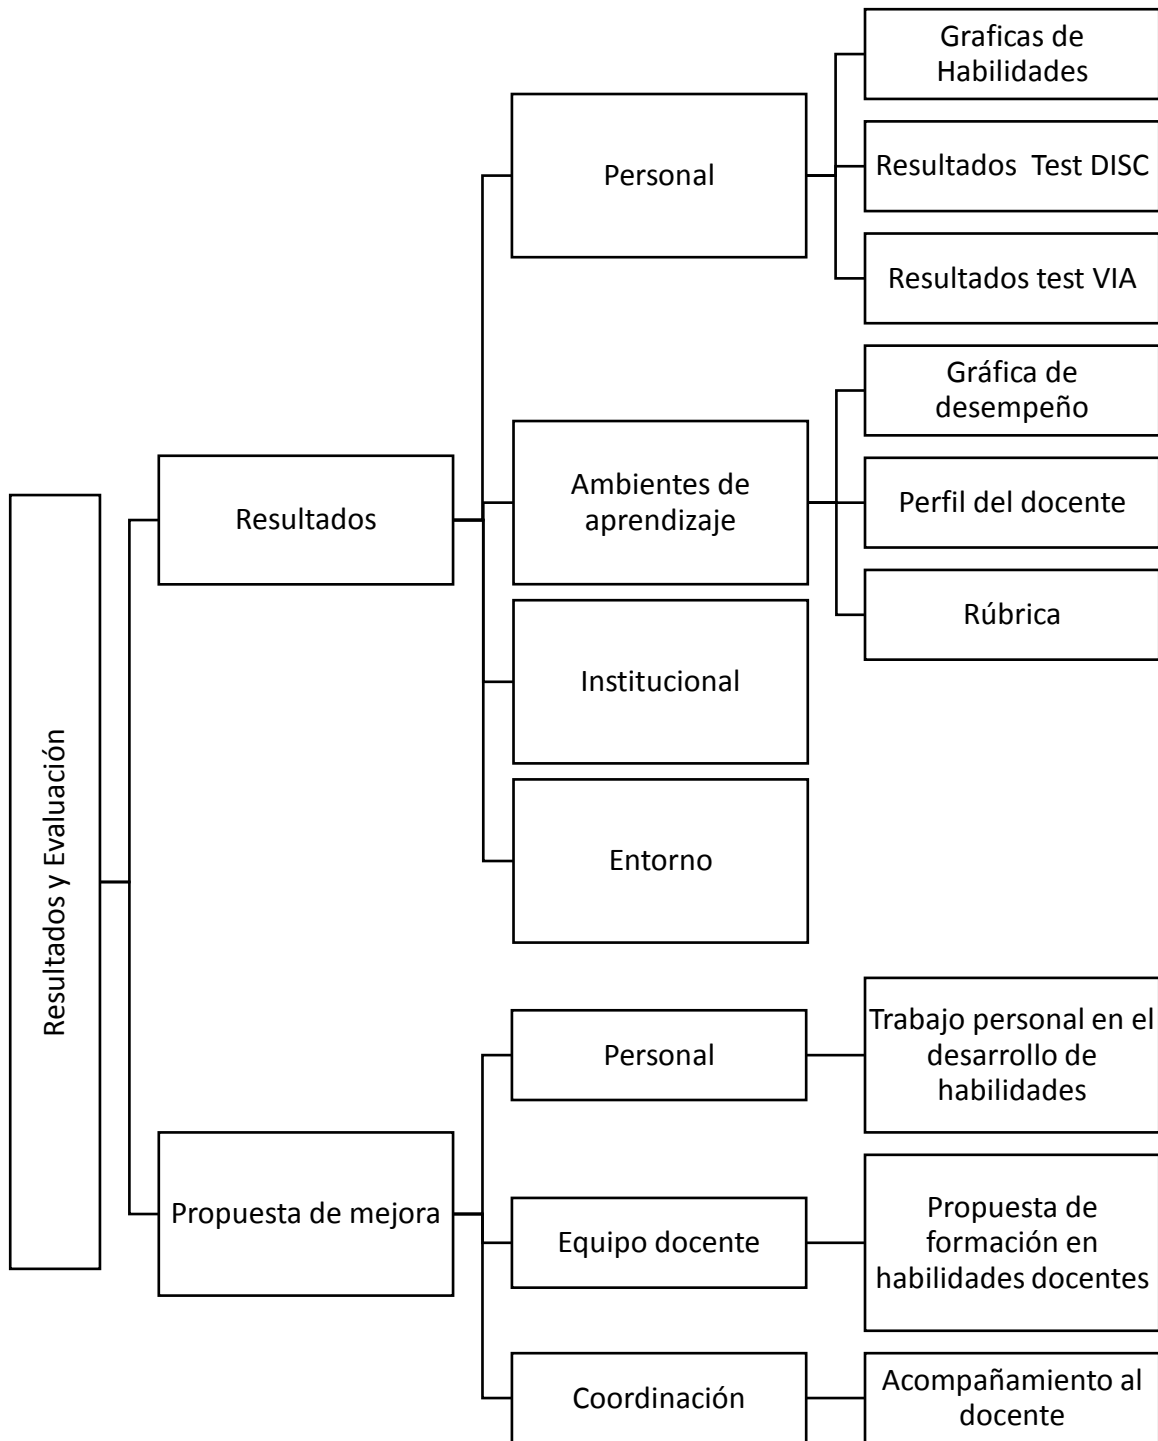 Resultados y Evaluación
Resultados
Personal
Graficas de
Habilidades
Resultados  Test DISC
Resultados test VIA
Ambientes de
aprendizaje
Gráfica de
desempeño
Perfil del docente
Rúbrica
Institucional
Entorno
Propuesta de mejora
Personal
Trabajo personal en el
desarrollo de
habilidades
Equipo docente
Propuesta de
formación en
habilidades docentes
Coordinación
Acompañamiento al
docente